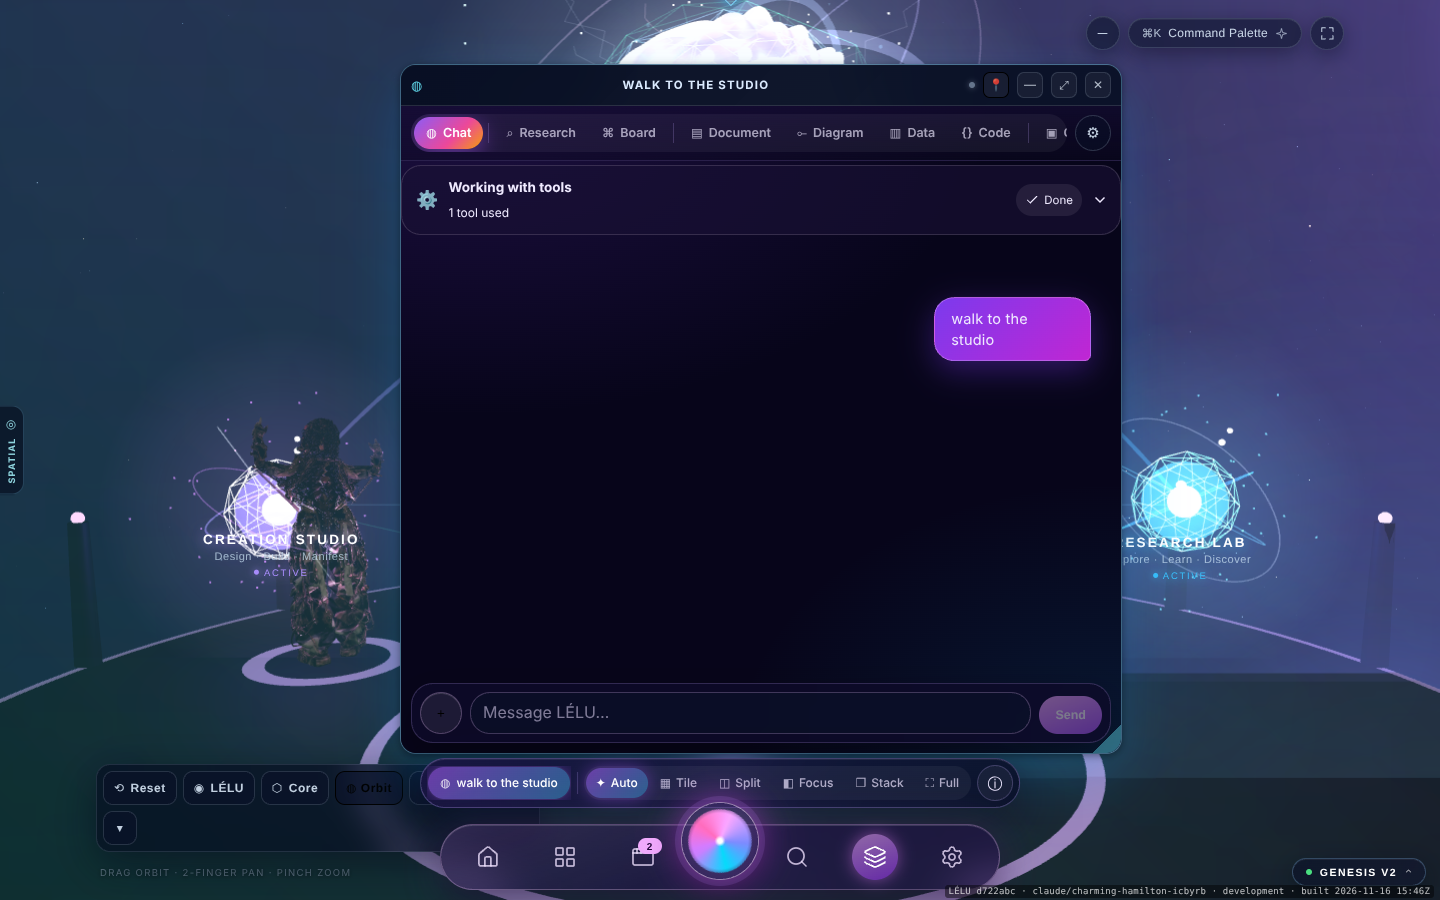 ⌘K Command Palette
WALK TO THE STUDIO
Chat
Research
Board
Document
Diagram
Data
{} Code
Working with tools
1 tool used
Done
walk to the
studio
SPATIAL
CREATION STUDIO
Design · Build · Manifest
ACTIVE
ESEARCH LAB
plore · Learn · Discover
ACTIVE
Message LÉLU...
Send
Reset
LÉLU
Core
Orbit
walk to the studio
Auto
Tile
Split
Focus
Stack
Full
2
DRAG ORBIT · 2-FINGER PAN · PINCH ZOOM
GENESIS V2
LÉLU d722abc · claude/charming-hamilton-icbyrb · development · built 2026-11-16 15:46Z